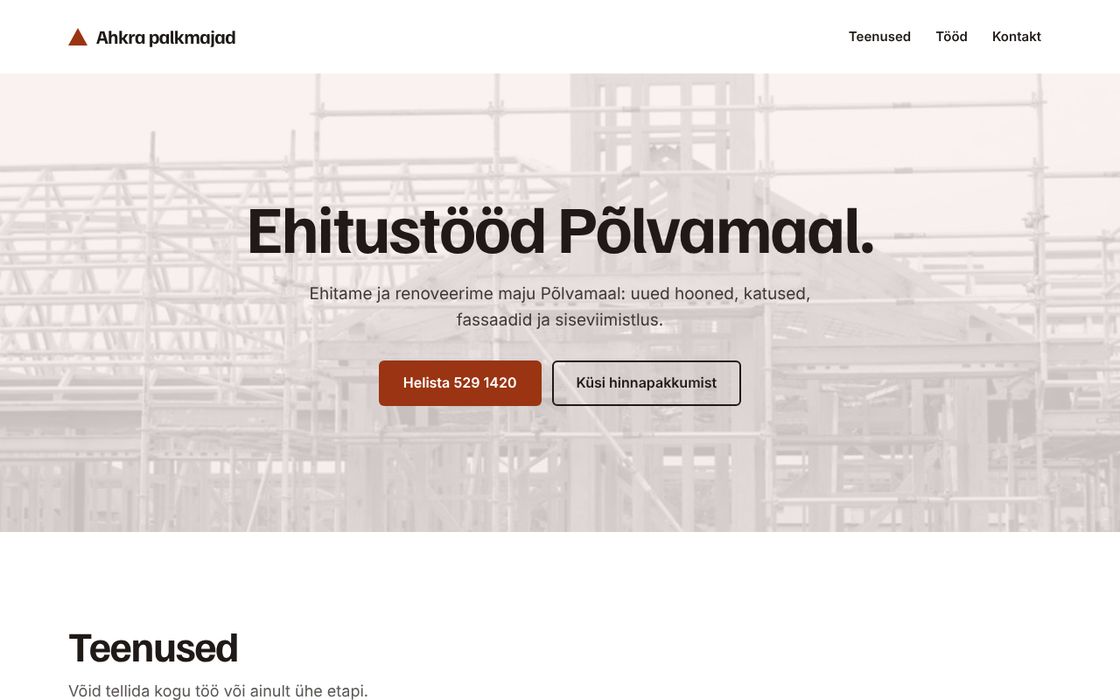 Ahkra palkmajad
Teenused Tööd Kontakt
Ehitustööd Põlvamaal.
Ehitame ja renoveerime maju Põlvamaal: uued hooned, katused,
fassaadid ja siseviimistlus.
Helista 529 1420 Küsi hinnapakkumist
Teenused
Võid tellida kogu töö või ainult ühe etapi.